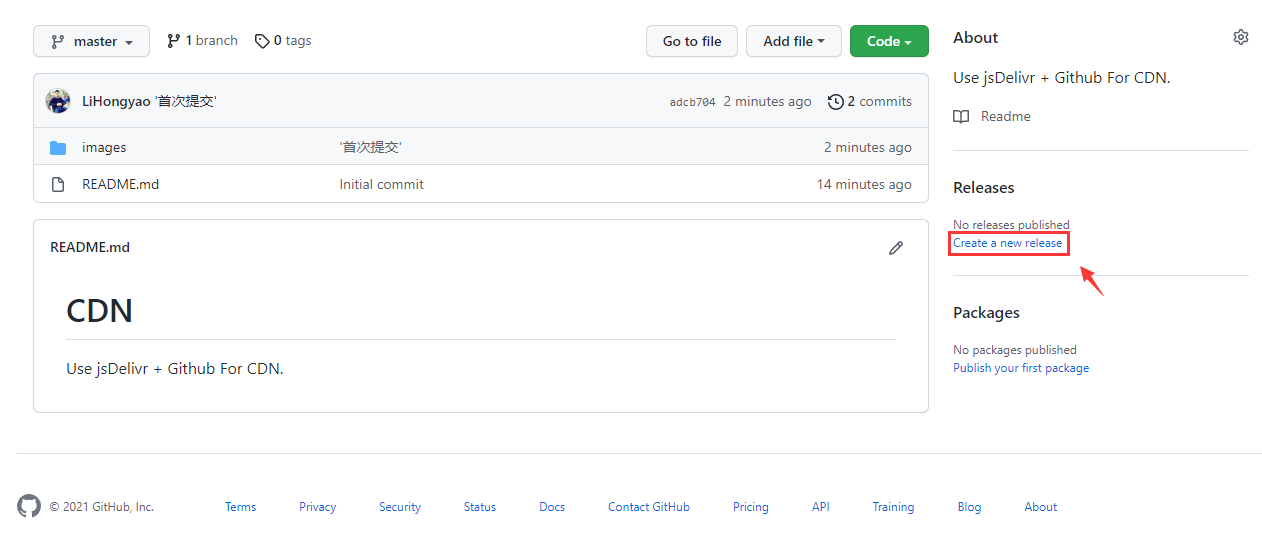 master 1 branch 0 tags Go to file Add file Code
LiHongyao '首次提交' adcb704 2 minutes ago 2 commits
images '首次提交' 2 minutes ago
README.md Initial commit 14 minutes ago
README.md
CDN
Use jsDelivr + Github For CDN.
About
Use jsDelivr + Github For CDN.
Readme
Releases
No releases published
Create a new release
Packages
No packages published
Publish your first package
© 2021 GitHub, Inc. Terms Privacy Security Status Docs Contact GitHub Pricing API Training Blog About